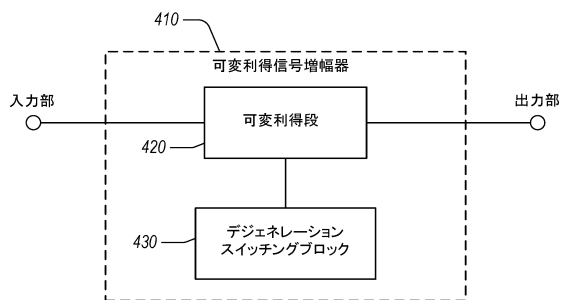 410
可変利得信号増幅器
入力部
出力部
可変利得段
420
デジェネレーション
スイッチングブロック
430